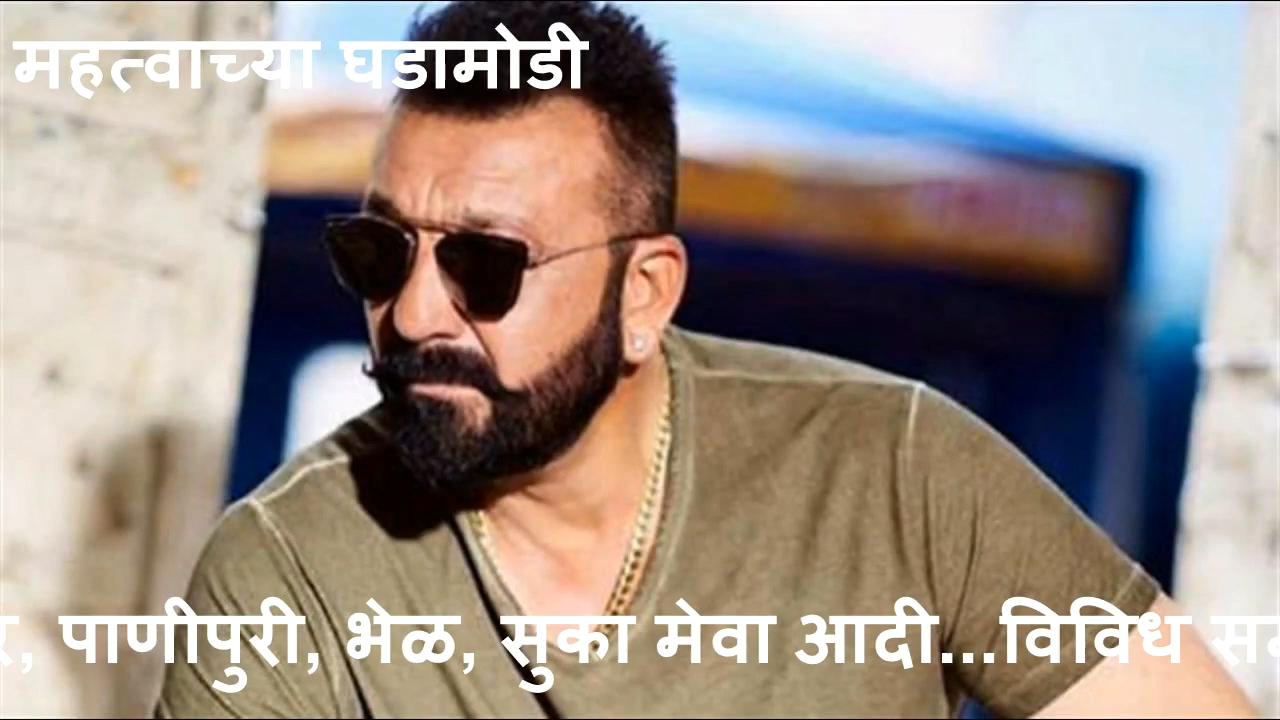 महत्वाच्या घडामोडी
, पाणीपुरी, भेळ, सुका मेवा आदी...विविध